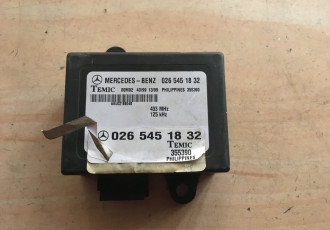 MERCEDES-BENZ 026 545 18 32
TEMIC PHILIPPINES 355390
433 MHz
125 kHz
026 545 18 32
TEMIC
355390
PHILIPPINES